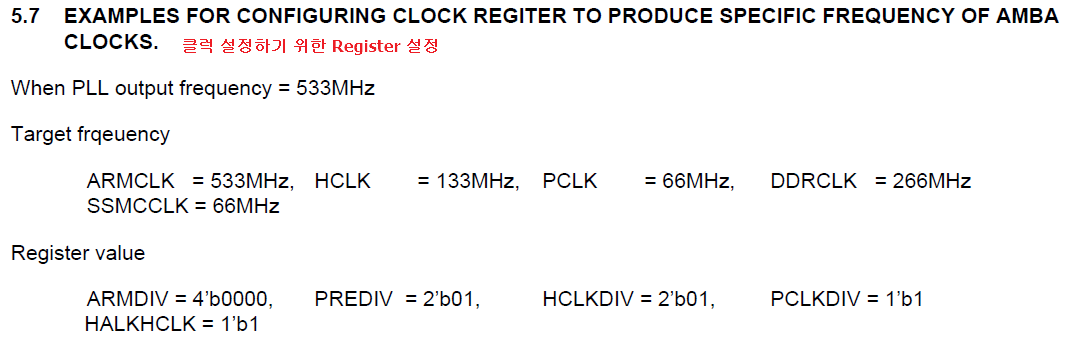 5.7 EXAMPLES FOR CONFIGURING CLOCK REGITER TO PRODUCE SPECIFIC FREQUENCY OF AMBA
CLOCKS. 클럭 설정하기 위한 Register 설정
When PLL output frequency = 533MHz
Target frqeuency
ARMCLK = 533MHz, HCLK = 133MHz, PCLK = 66MHz, DDRCLK = 266MHz
SSMCCLK = 66MHz
Register value
ARMDIV = 4’b0000, PREDIV = 2’b01, HCLKDIV = 2’b01, PCLKDIV = 1’b1
HALKHCLK = 1’b1